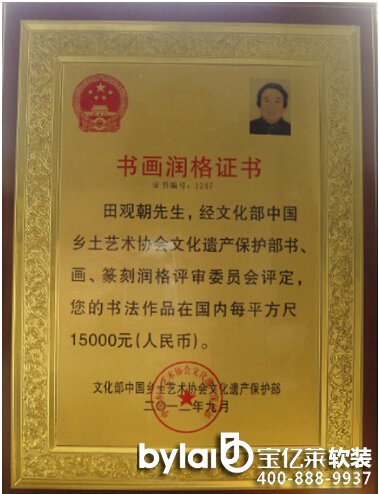 书画润格证书
证书编号:1241
田观朝先生，经文化部中国
乡土艺术协会文化遗产保护部书、
画、篆刻润格评审委员会评定，
您的书法作品在国内每平方尺
15000元(人民币)。
文化部中国乡土艺术协会文化遗产保护部
二〇一二年九月
bylai 宝亿莱软装
400-888-9937